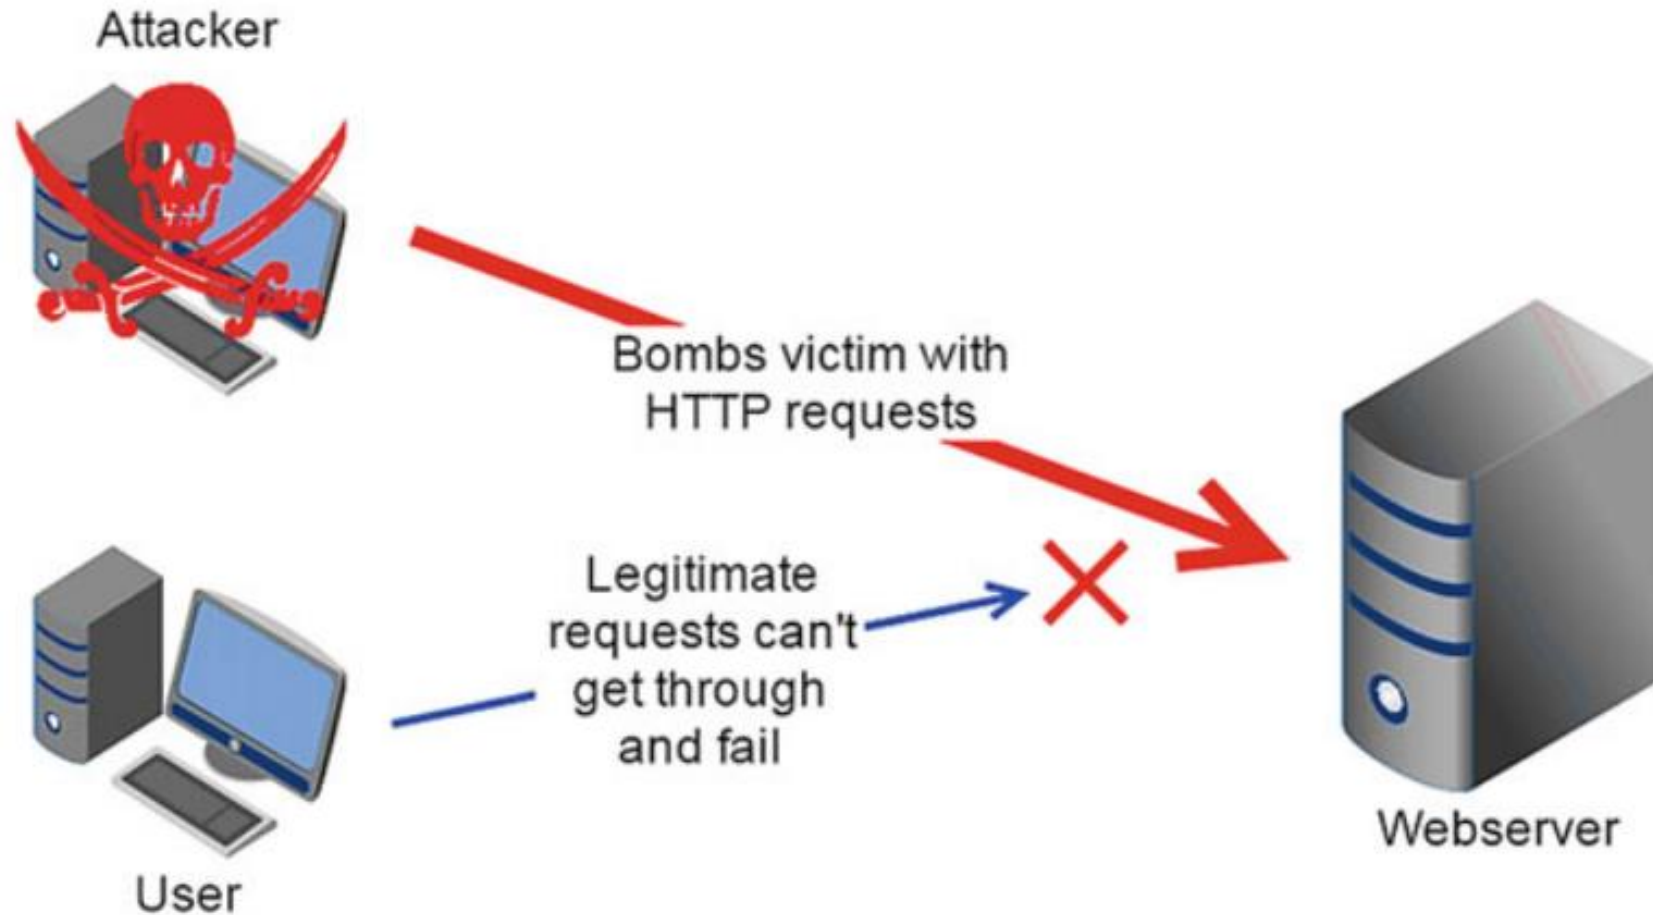 Attacker
Bombs victim with
HTTP requests
Legitimate
requests can't
get through
and fail
User
Webserver